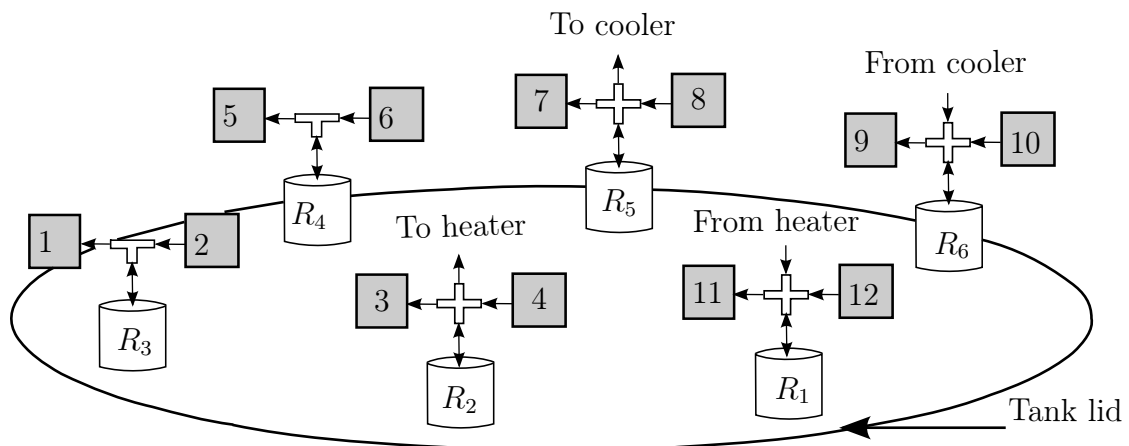 To cooler
From cooler
5
6
7
8
9
10
R₄
R₅
R₆
1
2
To heater
From heater
3
4
11
12
R₃
R₂
R₁
Tank lid